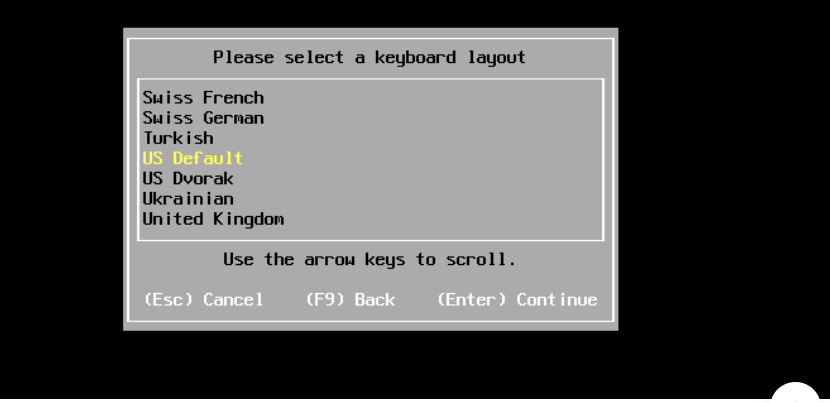 Please select a keyboard layout
Swiss French
Swiss German
Turkish
US Default
US Dvorak
Ukrainian
United Kingdom
Use the arrow keys to scroll.
(Esc) Cancel (F9) Back (Enter) Continue